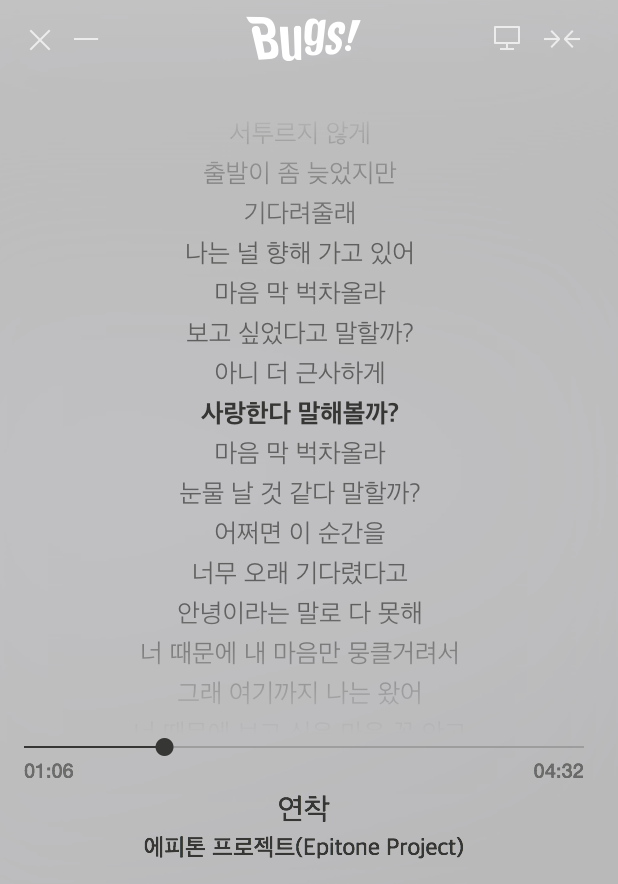 Bugs!
서투르지 않게
출발이 좀 늦었지만
기다려줄래
나는 널 향해 가고 있어
마음 막 벅차올라
보고 싶었다고 말할까?
아니 더 근사하게
사랑한다 말해볼까?
마음 막 벅차올라
눈물 날 것 같다 말할까?
어쩌면 이 순간을
너무 오래 기다렸다고
안녕이라는 말로 다 못해
너 때문에 내 마음만 뭉클거려서
그래 여기까지 나는 왔어
01:06 04:32
연착
에피톤 프로젝트(Epitone Project)